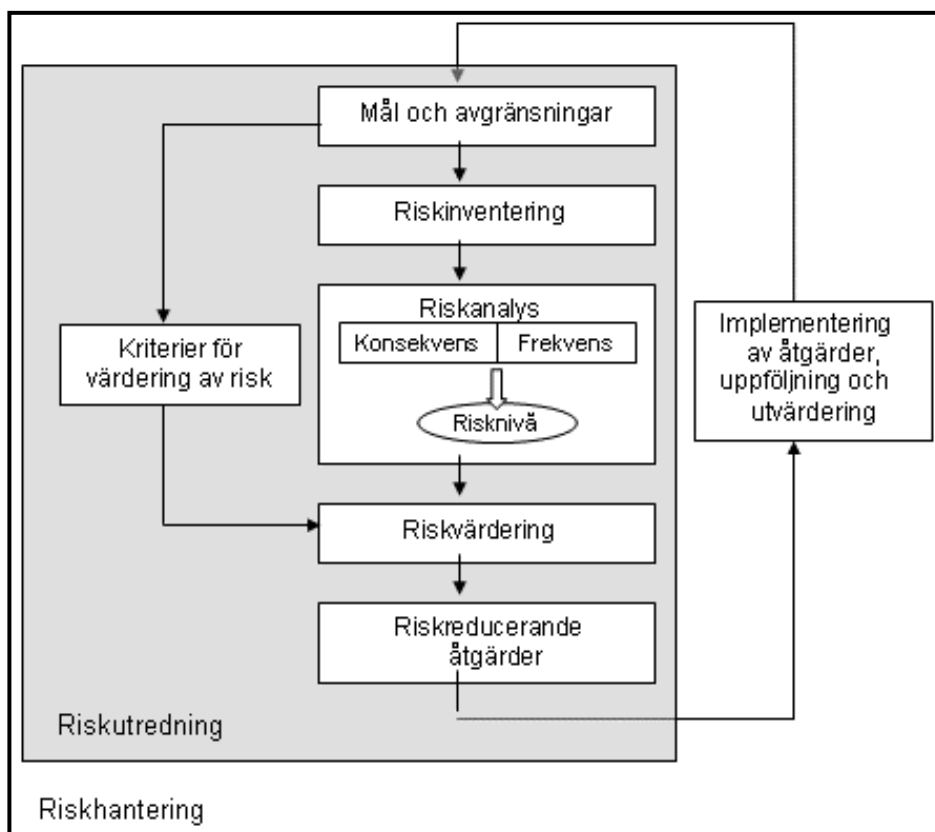 Mål och avgränsningar
Riskinventering
Riskanalys
Konsekvens Frekvens
Risknivå
Kriterier för
värdering av risk
Implementering
av åtgärder,
uppföljning och
utvärdering
Riskvärdering
Riskreducerande
åtgärder
Riskutredning
Riskhantering